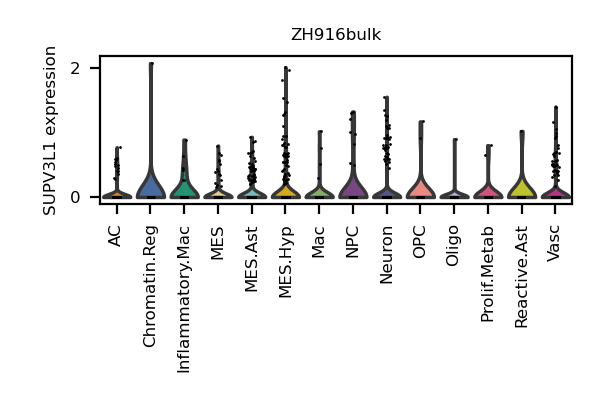 ZH916bulk
SUPV3L1 expression
2
0
AC
Chromatin.Reg
Inflammatory.Mac
MES
MES.Ast
MES.Hyp
Mac
NPC
Neuron
OPC
Oligo
Prolif.Metab
Reactive.Ast
Vasc